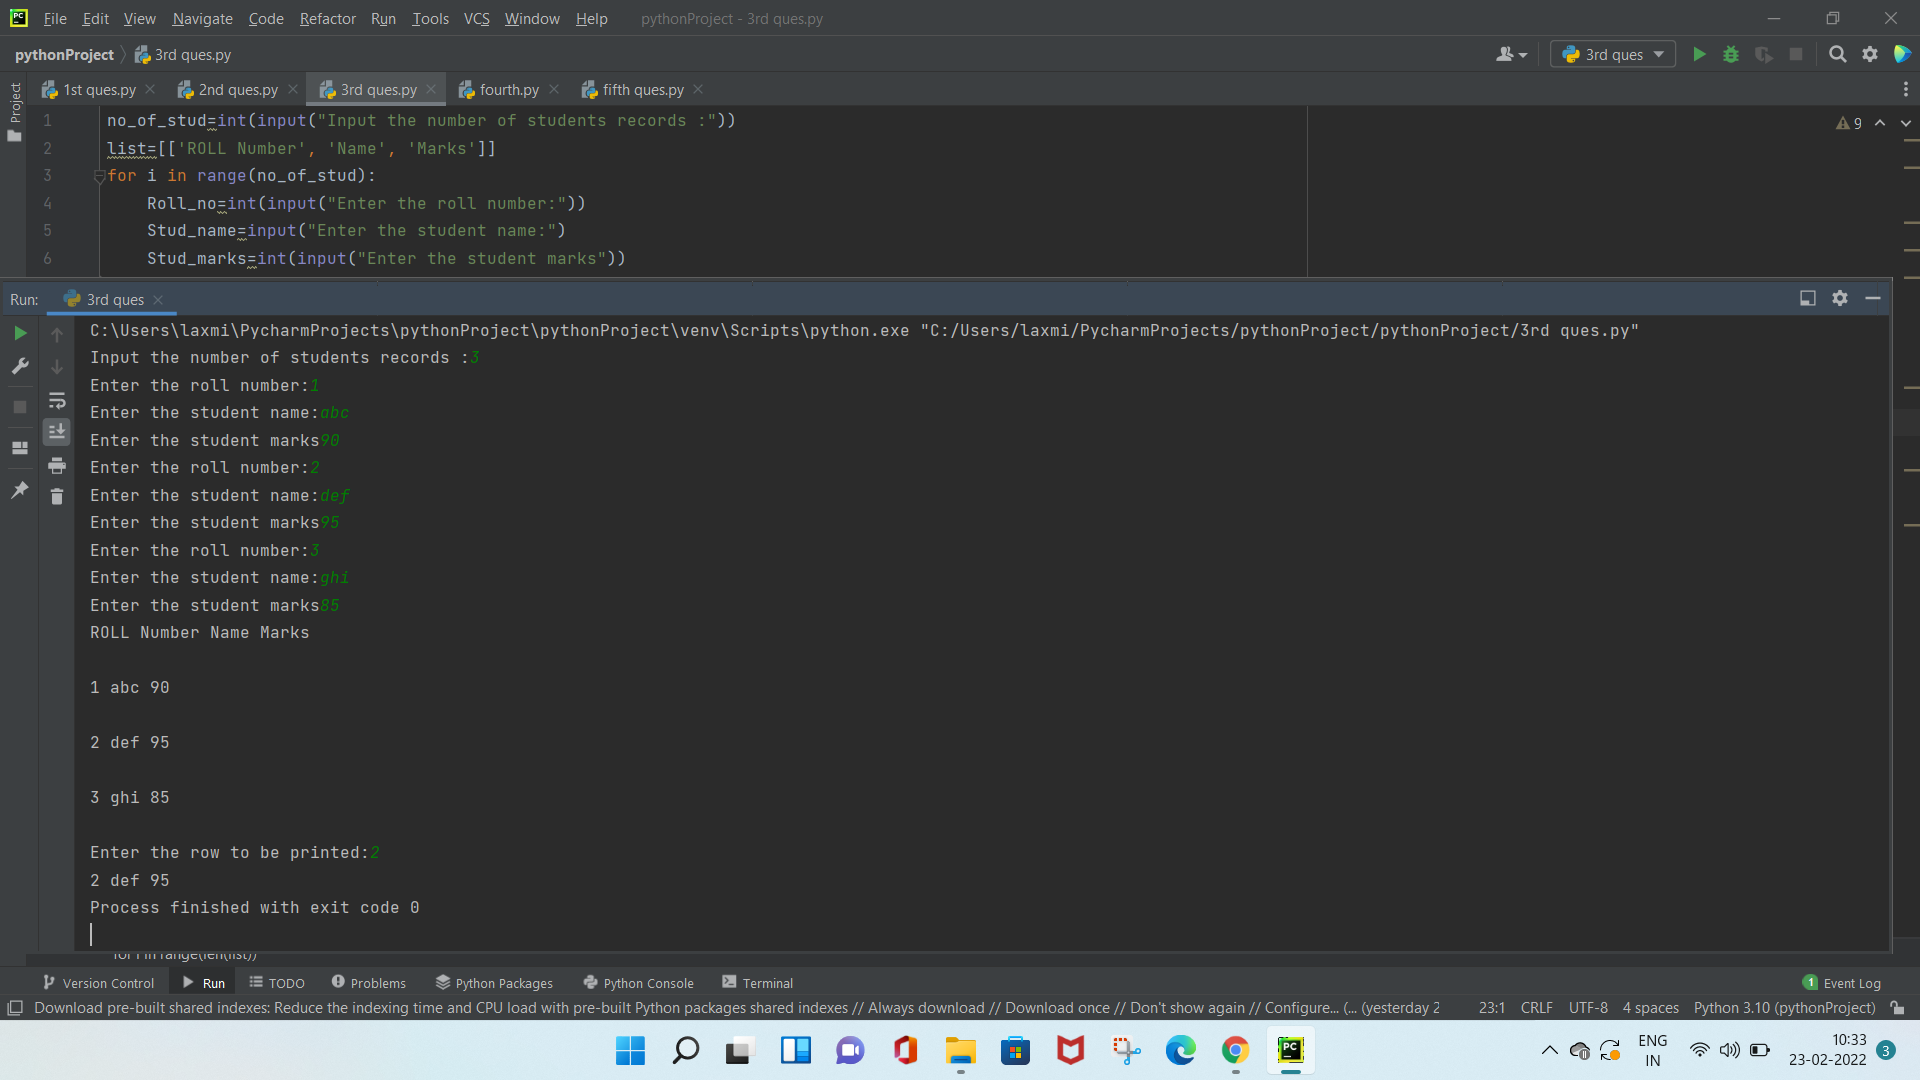 PC File Edit View Navigate Code Refactor Run Tools VCS Window Help pythonProject - 3rd ques.py
pythonProject 3rd ques.py 3rd ques
Project
1st ques.py 2nd ques.py 3rd ques.py fourth.py fifth ques.py
1 no_of_stud=int(input("Input the number of students records :")) 9
2 list=[['ROLL Number', 'Name', 'Marks']]
3 for i in range(no_of_stud):
4 Roll_no=int(input("Enter the roll number:"))
5 Stud_name=input("Enter the student name:")
6 Stud_marks=int(input("Enter the student marks"))
Run: 3rd ques
C:\Users\laxmi\PycharmProjects\pythonProject\pythonProject\venv\Scripts\python.exe "C:/Users/laxmi/PycharmProjects/pythonProject/pythonProject/3rd ques.py"
Input the number of students records :3
Enter the roll number:1
Enter the student name:abc
Enter the student marks90
Enter the roll number:2
Enter the student name:def
Enter the student marks95
Enter the roll number:3
Enter the student name:ghi
Enter the student marks85
ROLL Number Name Marks
1 abc 90
2 def 95
3 ghi 85
Enter the row to be printed:2
2 def 95
Process finished with exit code 0
for i in range(len(list))
Version Control Run TODO Problems Python Packages Python Console Terminal 1 Event Log
Download pre-built shared indexes: Reduce the indexing time and CPU load with pre-built Python packages shared indexes // Always download // Download once // Don't show again // Configure... (... (yesterday 2 23:1 CRLF UTF-8 4 spaces Python 3.10 (pythonProject)
PC
ENG
IN
10:33
23-02-2022
3